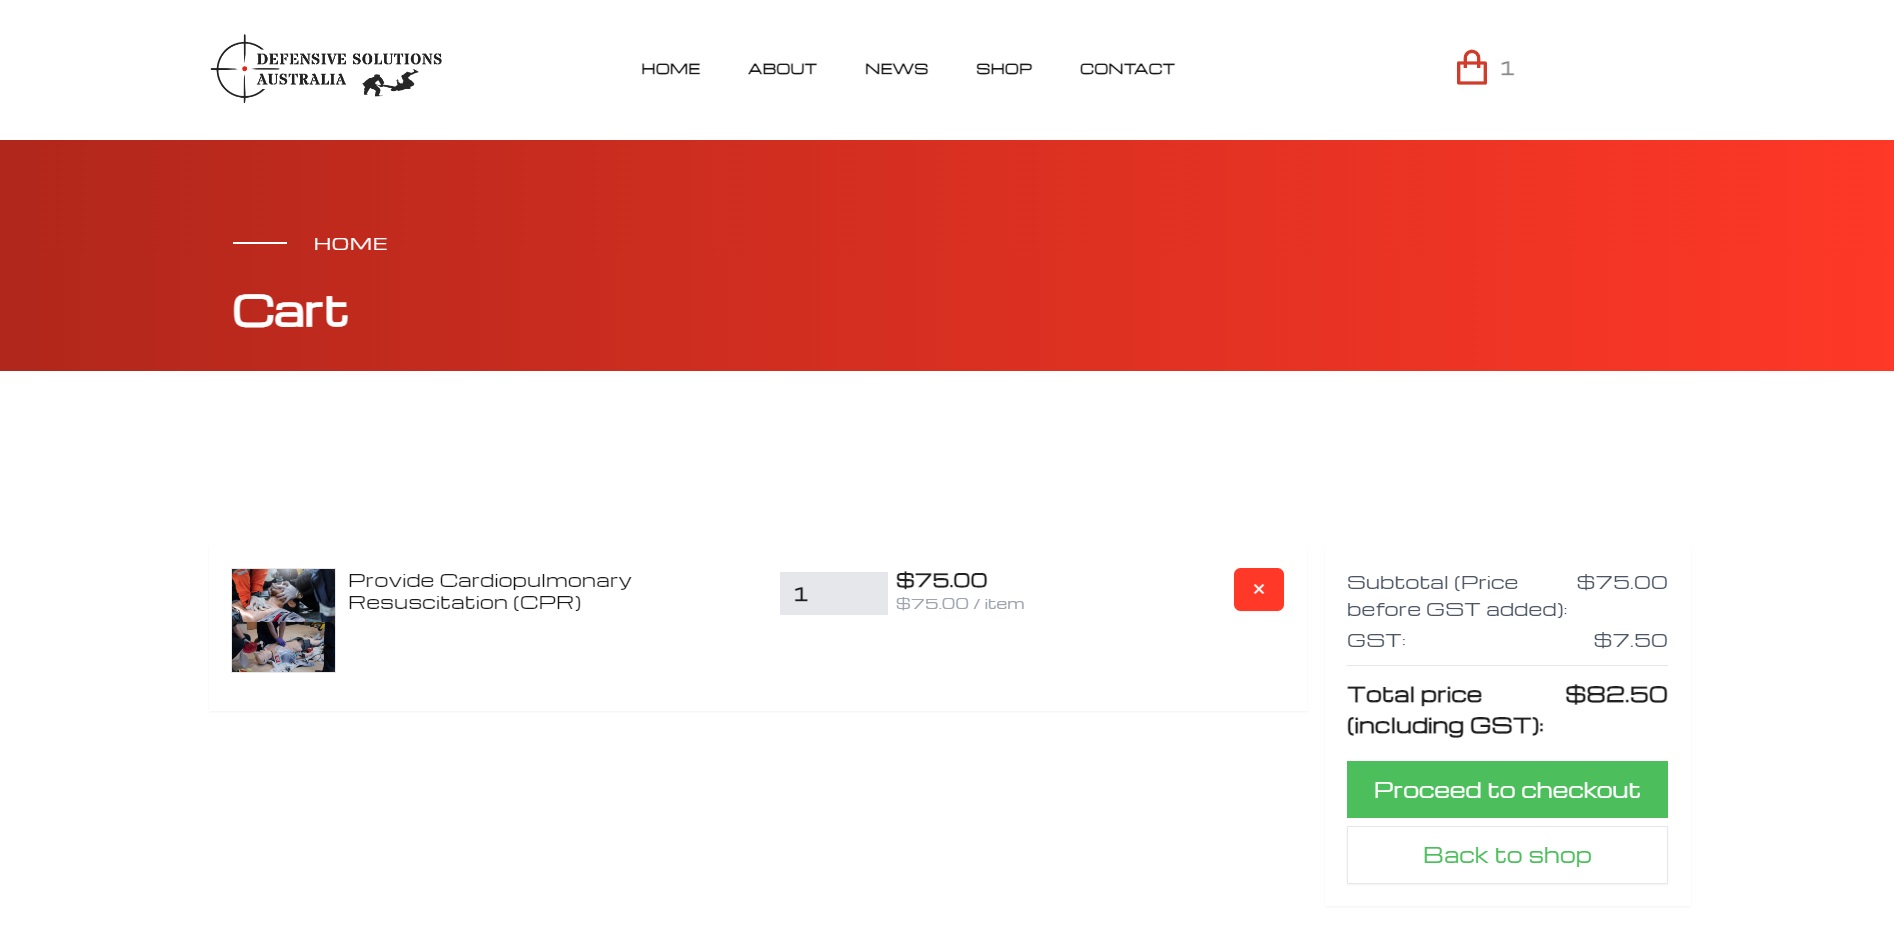 DEFENSIVE SOLUTIONS
AUSTRALIA
HOME
ABOUT
NEWS
SHOP
CONTACT
1
HOME
Cart
Provide Cardiopulmonary
Resuscitation (CPR)
1
$75.00
$75.00 / item
×
Subtotal (Price $75.00
before GST added):
GST: $7.50
Total price $82.50
(including GST):
Proceed to checkout
Back to shop